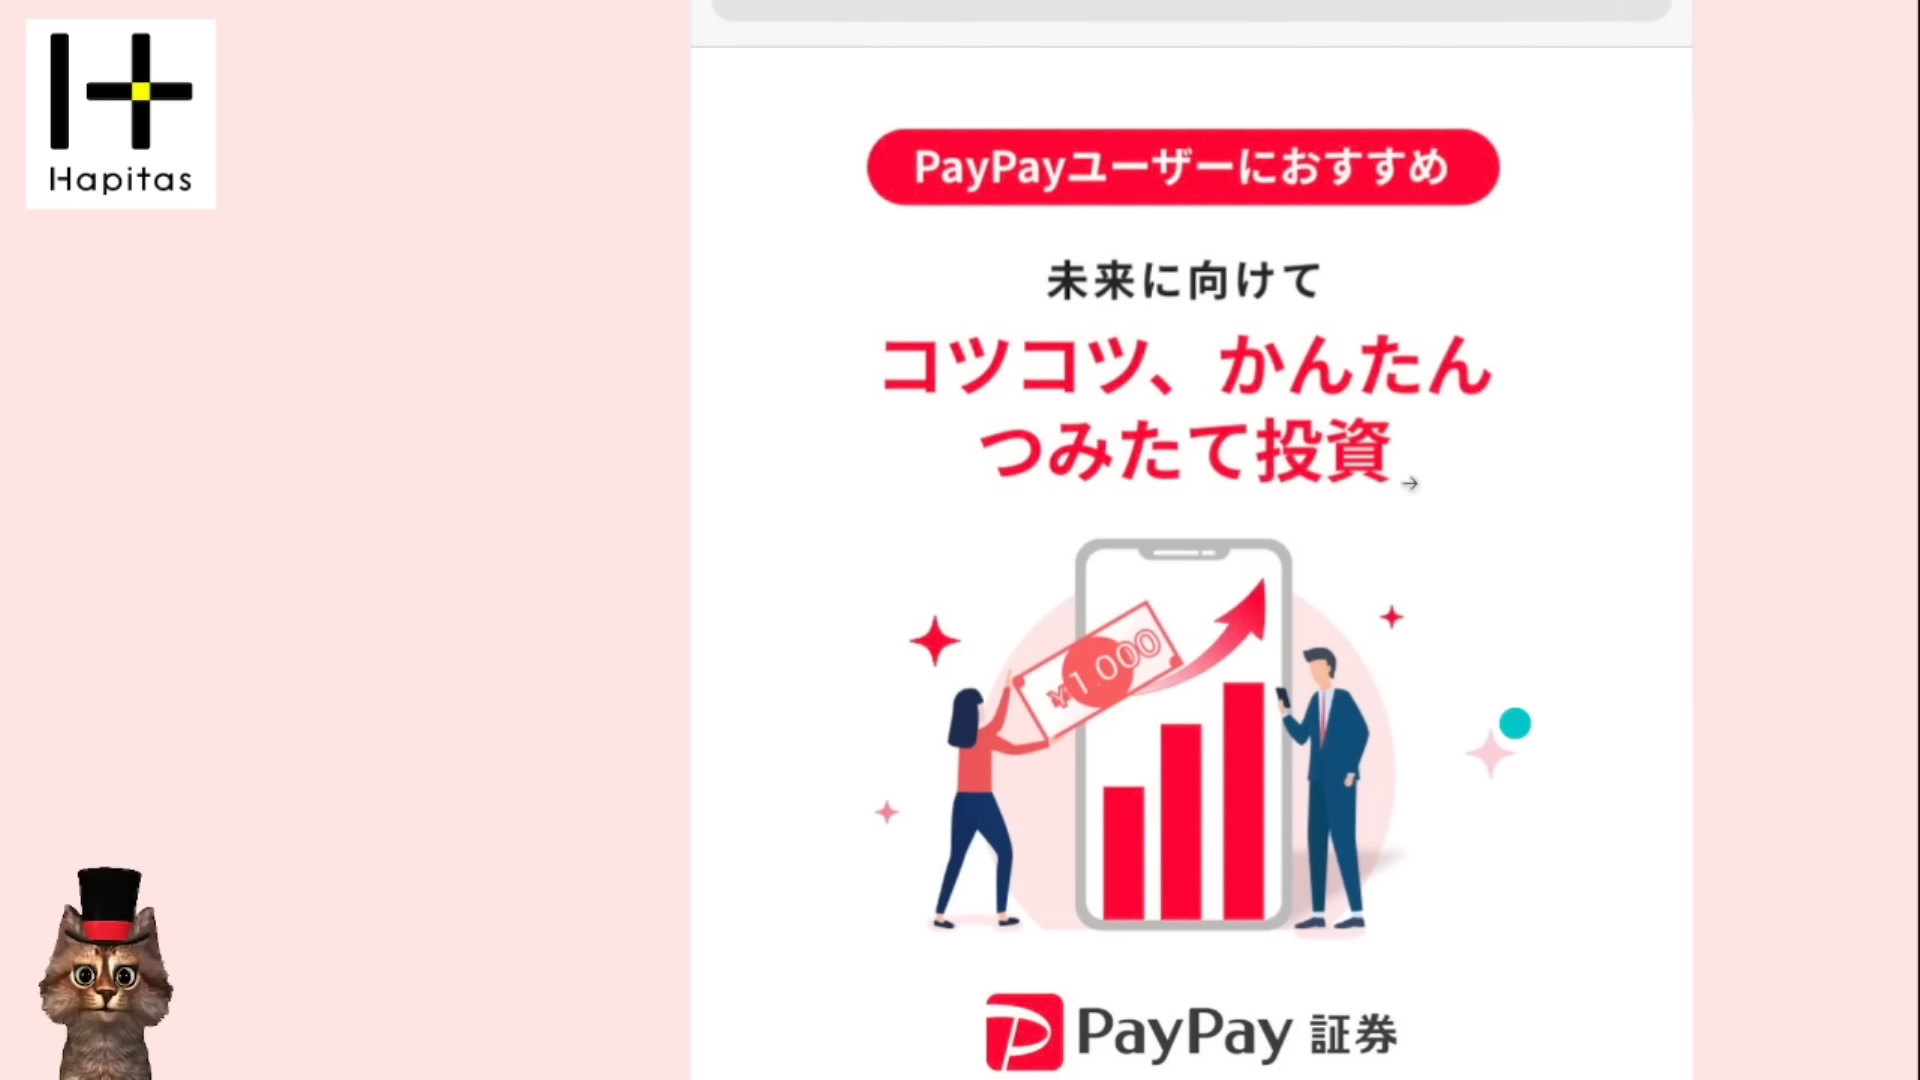 Hapitas
PayPayユーザーにおすすめ
未来に向けて
コツコツ、かんたん
つみたて投資
¥1.000
PayPay 証券